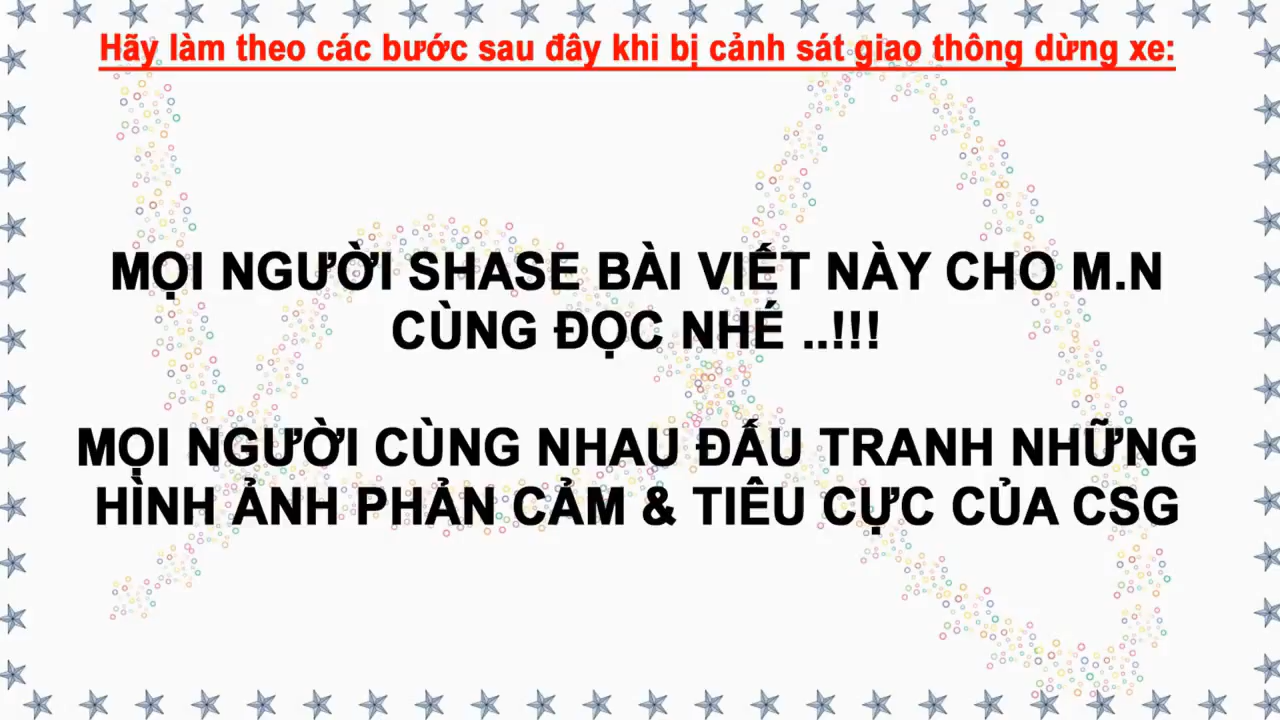 Hãy làm theo các bước sau đây khi bị cảnh sát giao thông dừng xe:
MỌI NGƯỜI SHASE BÀI VIẾT NÀY CHO M.N
CÙNG ĐỌC NHÉ ..!!!
MỌI NGƯỜI CÙNG NHAU ĐẤU TRANH NHỮNG
HÌNH ẢNH PHẢN CẢM & TIÊU CỰC CỦA CSG